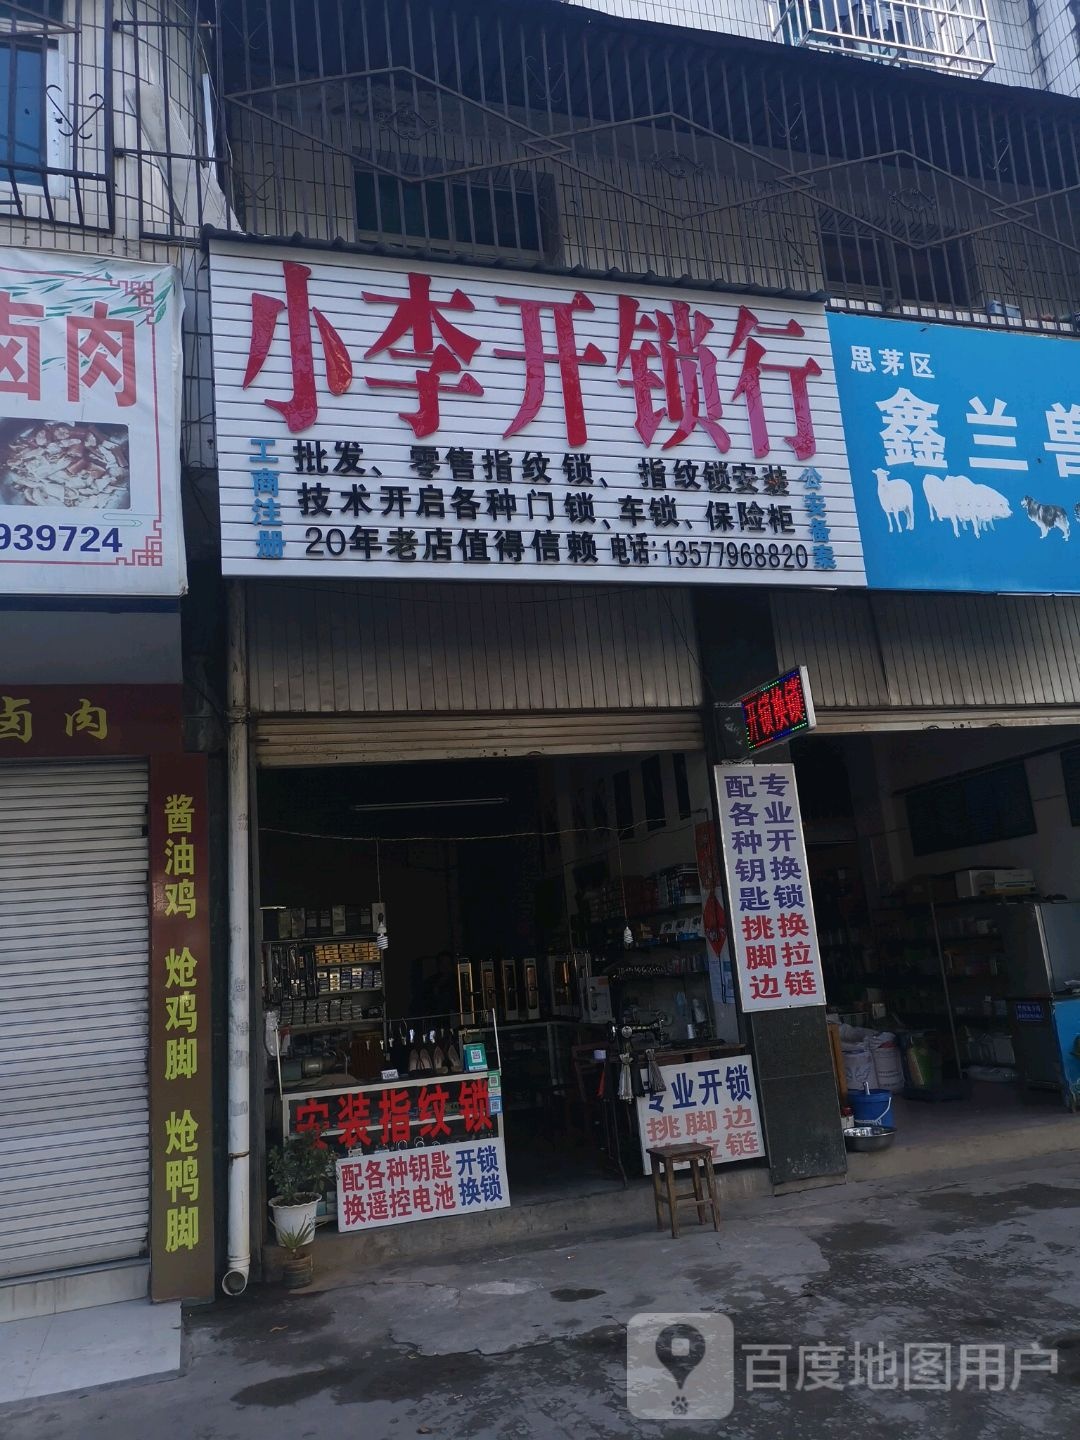 卤肉
939724
卤肉
酱油鸡 炝鸡脚 炝鸭脚
小李开锁行
工商注册
批发、零售指纹锁、指纹锁安装
技术开启各种门锁、车锁、保险柜
20年老店值得信赖 电话:13577968820
公安备案
思茅区
鑫兰兽
开锁换锁
专业开换锁换拉链
配各种钥匙挑脚边
安装指纹锁
配各种钥匙 开锁
换遥控电池 换锁
专业开锁
挑脚边
拉链
百度地图用户